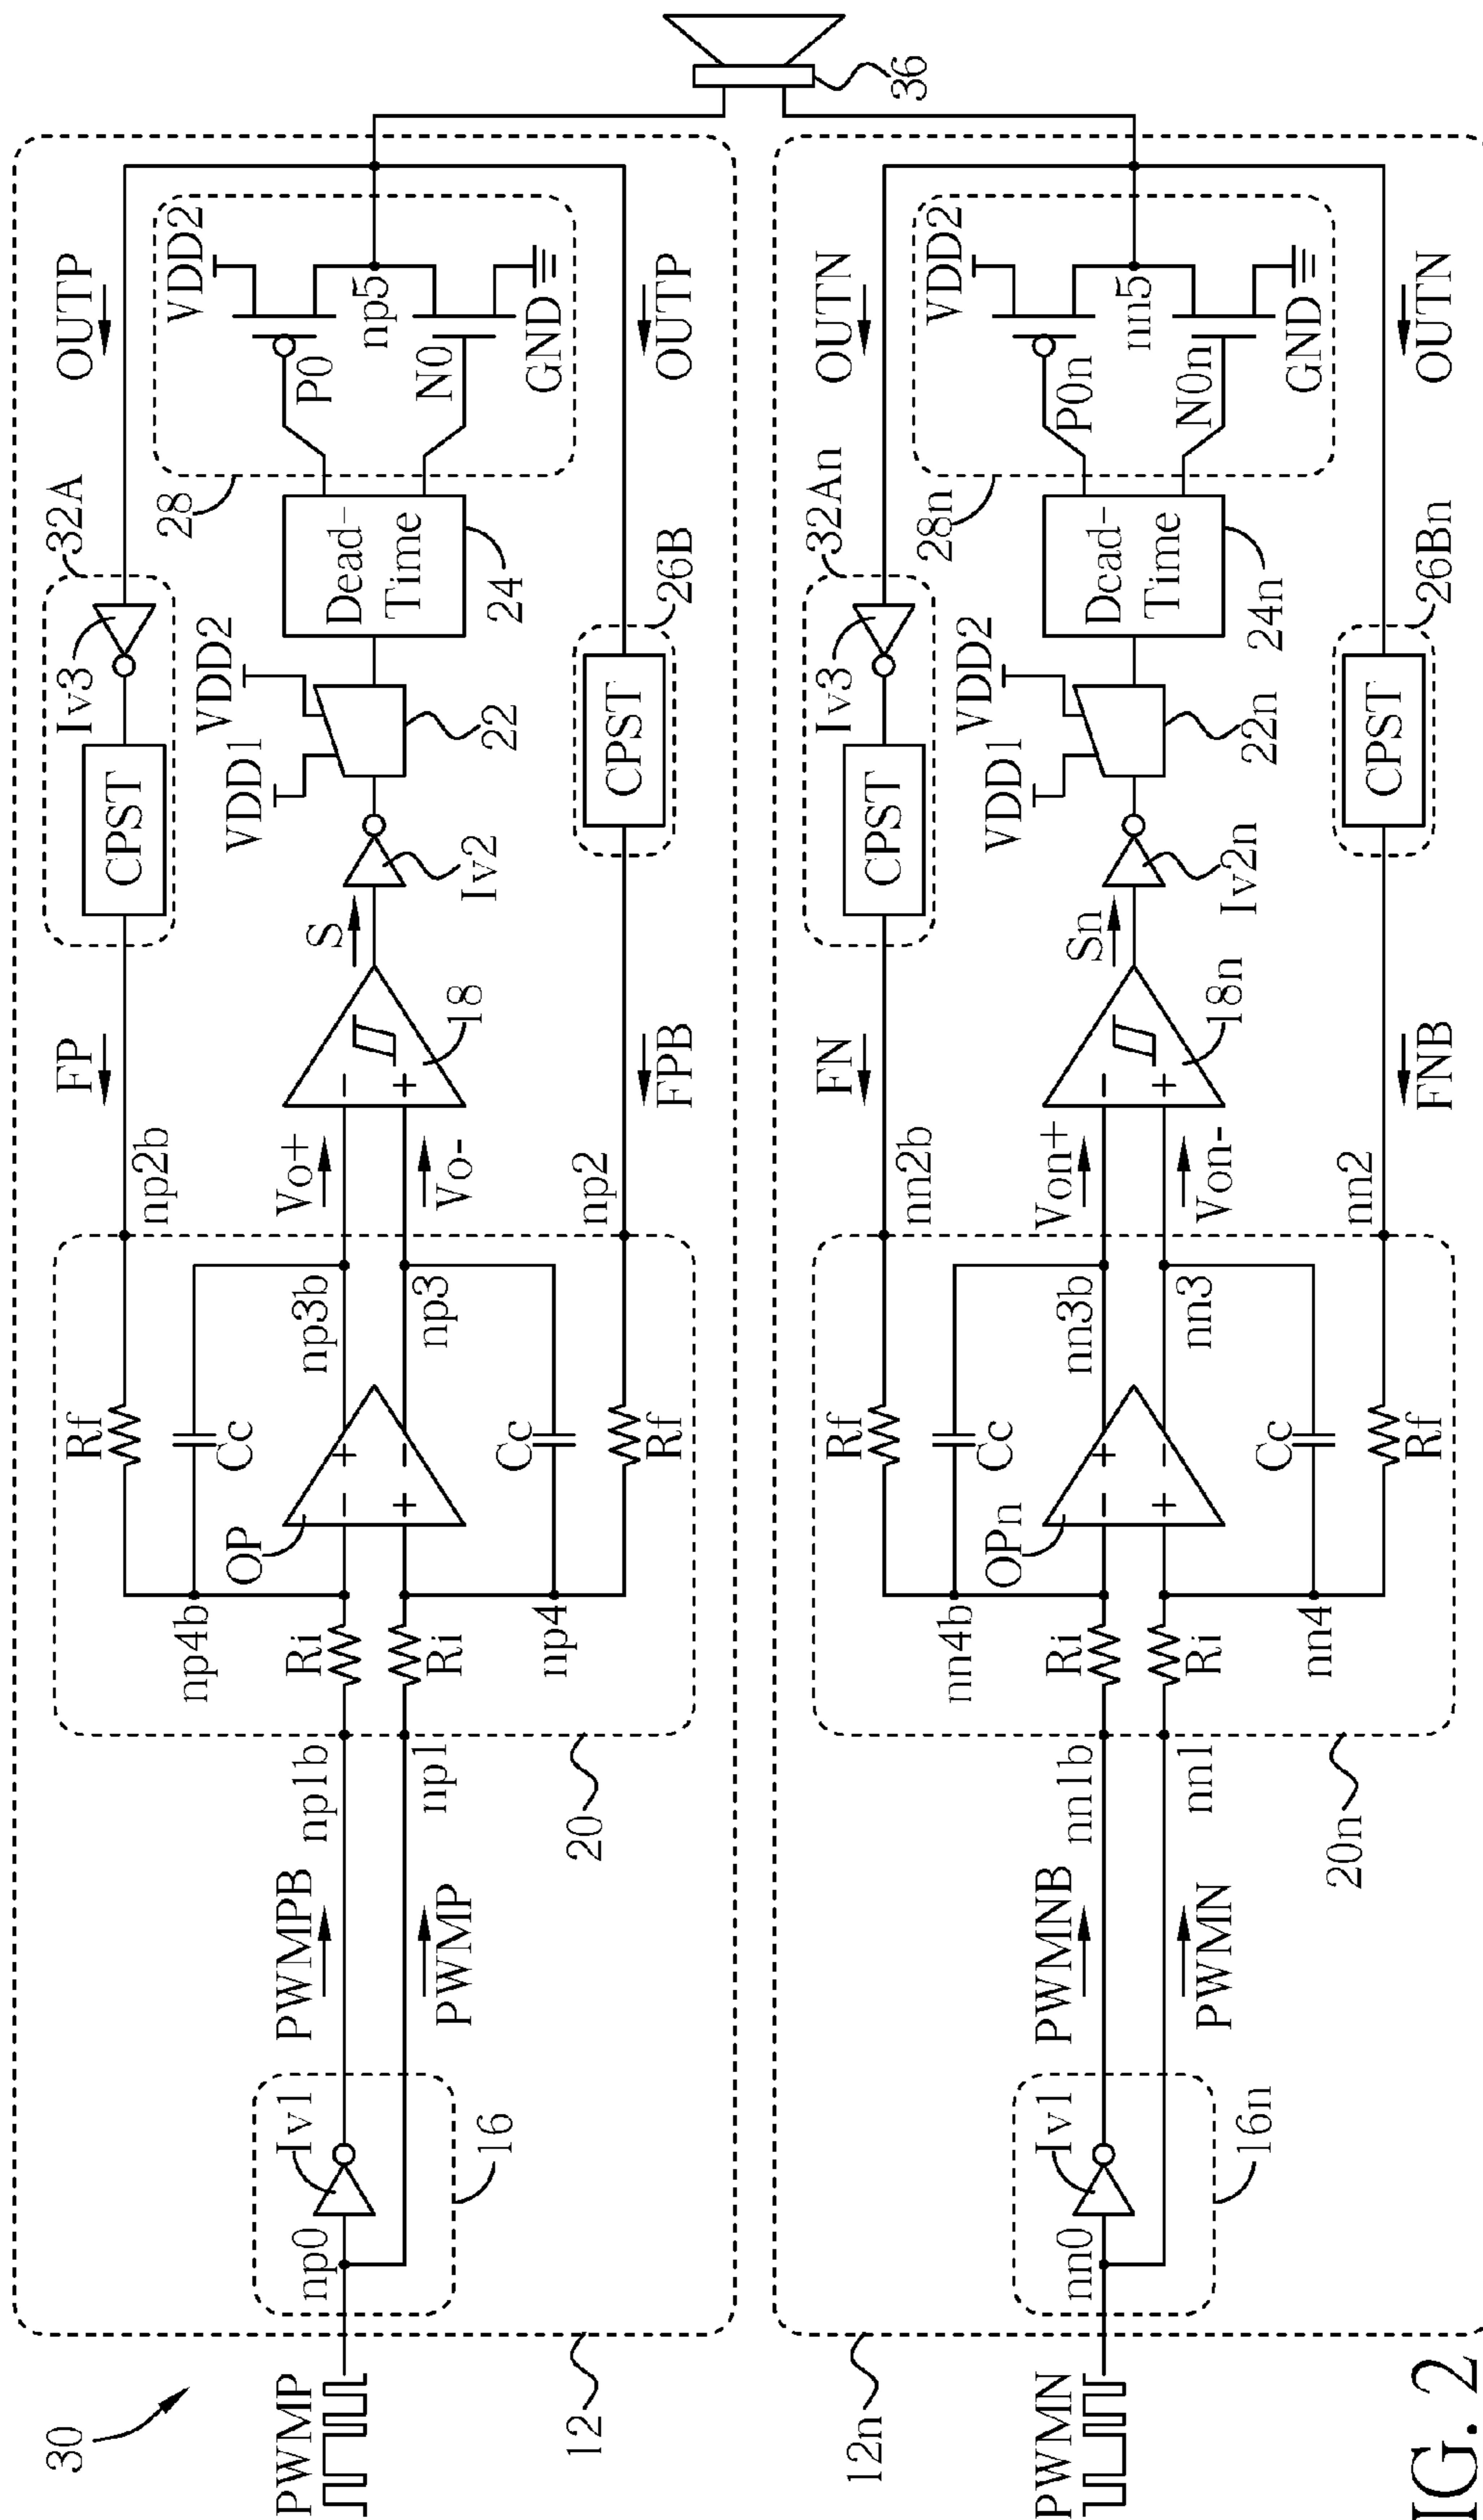 30
PWMP
12
np0
Iv1
16
PWMPB
PWMP
np1b
np1
20
np4b
Ri
Ri
np4
OP
Rf
Cc
Cc
Rf
np3b
np3
np2b
Vo+
Vo-
np2
FP
18
FPB
S
Iv2
CPST
Iv3
32A
VDD1
VDD2
22
CPST
26B
Dead-
Time
24
28
OUTP
P0
N0
VDD2
np5
GND
OUTP
36
12n
PWMN
nn0
Iv1
16n
PWMNB
PWMN
nn1b
nn1
20n
nn4b
Ri
Ri
nn4
OPn
Rf
Cc
Cc
Rf
nn3b
nn3
nn2b
Von+
Von-
nn2
FN
18n
FNB
Sn
Iv2n
CPST
Iv3
32An
VDD1
VDD2
22n
CPST
26Bn
Dead-
Time
24n
28n
OUTN
P0n
N0n
VDD2
nn5
GND
OUTN
IG. 2